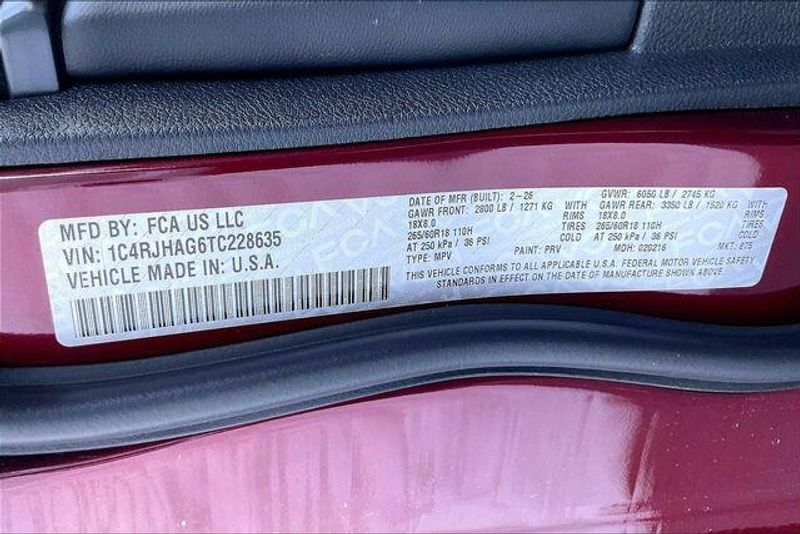 MFD BY: FCA US LLC
VIN: 1C4RJHAG6TC228635
VEHICLE MADE IN: U.S.A.
DATE OF MFR (BUILT): 2-26 GVWR: 6050 LB / 2745 KG
GAWR FRONT: 2800 LB / 1271 KG WITH GAWR REAR: 3350 LB / 1520 KG WITH
18X8.0 RIMS 18X8.0 RIMS
265/60R18 110H TIRES 265/60R18 110H TIRES
AT 250 kPa / 36 PSI AT 250 kPa / 36 PSI
TYPE: MPV MDH: 020216 MKT: 875
THIS VEHICLE CONFORMS TO ALL APPLICABLE U.S.A. FEDERAL MOTOR VEHICLE SAFETY
STANDARDS IN EFFECT ON THE DATE OF MANUFACTURE SHOWN ABOVE.